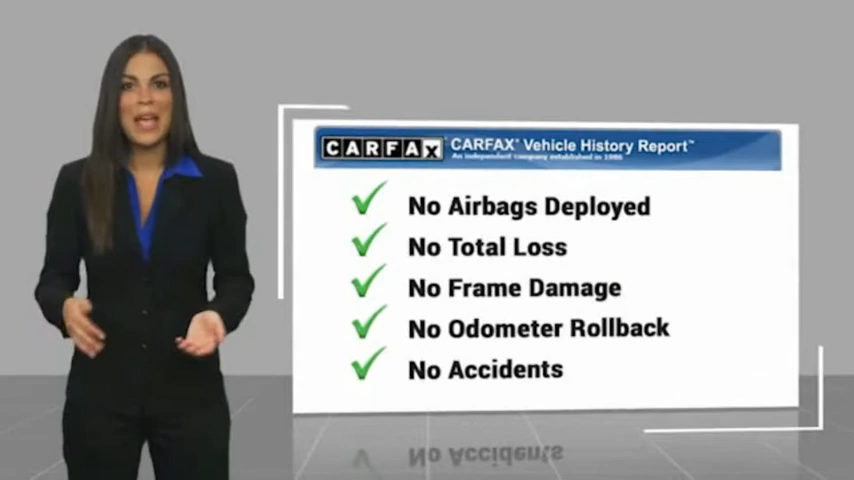 CARFAX CARFAX® Vehicle History Report™
An independent company established in 1986
No Airbags Deployed
No Total Loss
No Frame Damage
No Odometer Rollback
No Accidents
No Accidents